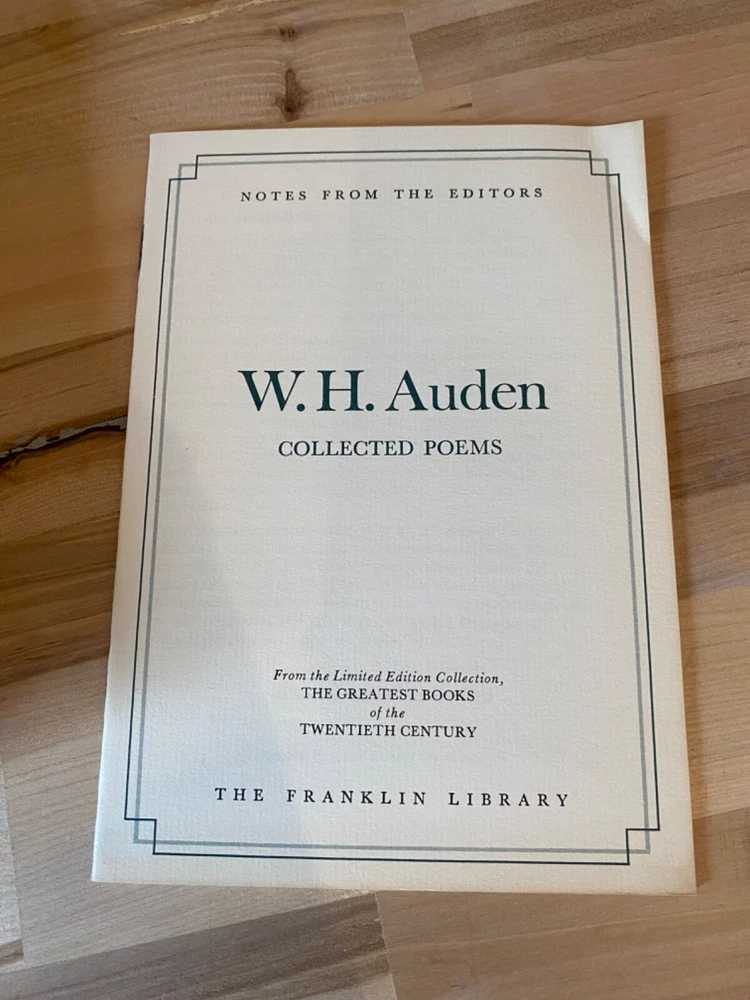 NOTES FROM THE EDITORS
W. H. Auden
COLLECTED POEMS
From the Limited Edition Collection,
THE GREATEST BOOKS
of the
TWENTIETH CENTURY
THE FRANKLIN LIBRARY